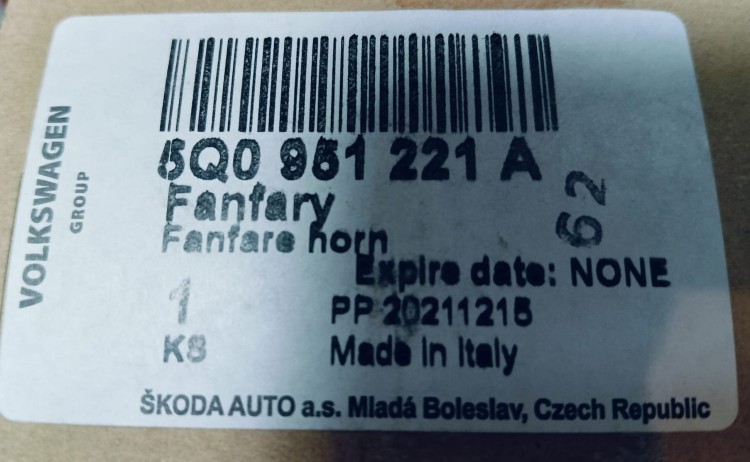 VOLKSWAGEN
GROUP
5Q0 951 221 A
Fanfary
Fanfare horn
62
Expire date: NONE
1
PP 20211215
KS
Made in Italy
ŠKODA AUTO a.s. Mladá Boleslav, Czech Republic